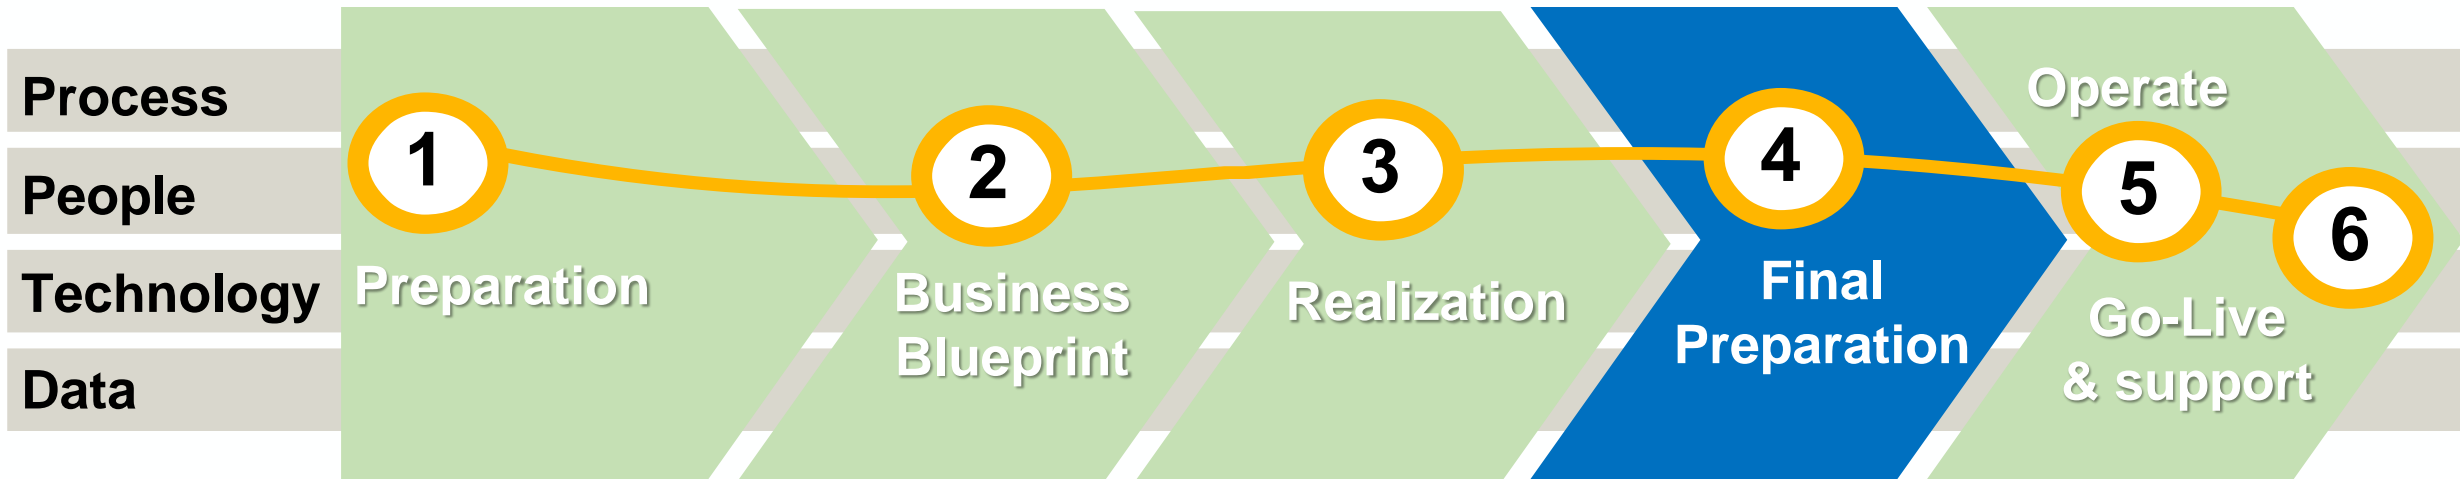 Process
People
Technology
Data
1
Preparation
2
Business
Blueprint
3
Realization
4
Final
Preparation
Operate
5
Go-Live
& support
6